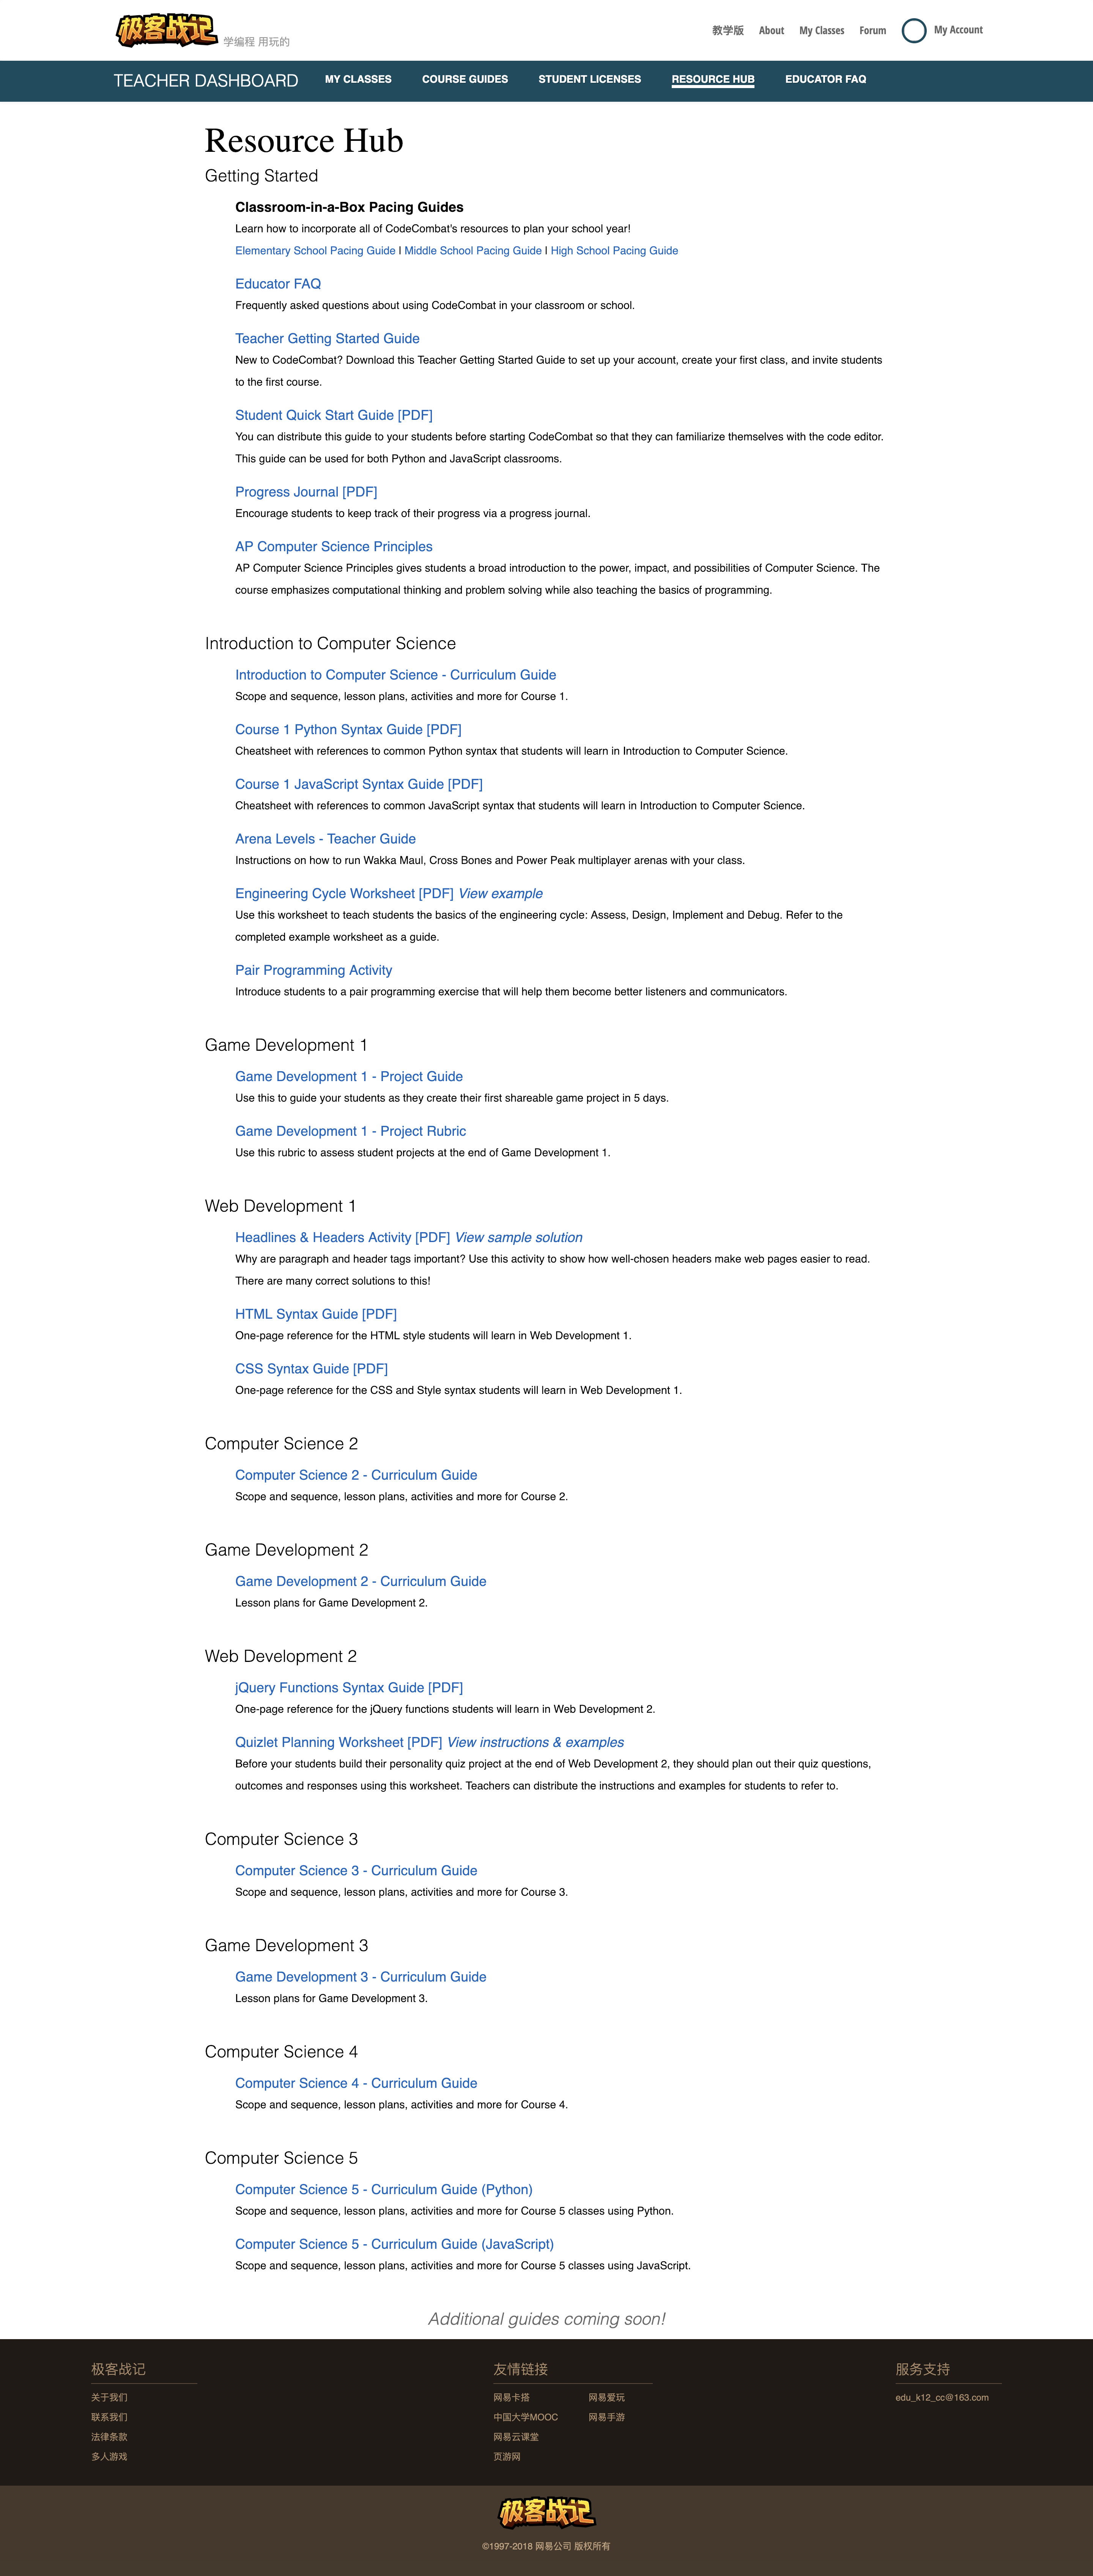 极客战记
学编程 用玩的
教学版 About My Classes Forum My Account
TEACHER DASHBOARD MY CLASSES COURSE GUIDES STUDENT LICENSES RESOURCE HUB EDUCATOR FAQ
Resource Hub
Getting Started
Classroom-in-a-Box Pacing Guides
Learn how to incorporate all of CodeCombat's resources to plan your school year!
Elementary School Pacing Guide | Middle School Pacing Guide | High School Pacing Guide
Educator FAQ
Frequently asked questions about using CodeCombat in your classroom or school.
Teacher Getting Started Guide
New to CodeCombat? Download this Teacher Getting Started Guide to set up your account, create your first class, and invite students
to the first course.
Student Quick Start Guide [PDF]
You can distribute this guide to your students before starting CodeCombat so that they can familiarize themselves with the code editor.
This guide can be used for both Python and JavaScript classrooms.
Progress Journal [PDF]
Encourage students to keep track of their progress via a progress journal.
AP Computer Science Principles
AP Computer Science Principles gives students a broad introduction to the power, impact, and possibilities of Computer Science. The
course emphasizes computational thinking and problem solving while also teaching the basics of programming.
Introduction to Computer Science
Introduction to Computer Science - Curriculum Guide
Scope and sequence, lesson plans, activities and more for Course 1.
Course 1 Python Syntax Guide [PDF]
Cheatsheet with references to common Python syntax that students will learn in Introduction to Computer Science.
Course 1 JavaScript Syntax Guide [PDF]
Cheatsheet with references to common JavaScript syntax that students will learn in Introduction to Computer Science.
Arena Levels - Teacher Guide
Instructions on how to run Wakka Maul, Cross Bones and Power Peak multiplayer arenas with your class.
Engineering Cycle Worksheet [PDF] View example
Use this worksheet to teach students the basics of the engineering cycle: Assess, Design, Implement and Debug. Refer to the
completed example worksheet as a guide.
Pair Programming Activity
Introduce students to a pair programming exercise that will help them become better listeners and communicators.
Game Development 1
Game Development 1 - Project Guide
Use this to guide your students as they create their first shareable game project in 5 days.
Game Development 1 - Project Rubric
Use this rubric to assess student projects at the end of Game Development 1.
Web Development 1
Headlines & Headers Activity [PDF] View sample solution
Why are paragraph and header tags important? Use this activity to show how well-chosen headers make web pages easier to read.
There are many correct solutions to this!
HTML Syntax Guide [PDF]
One-page reference for the HTML style students will learn in Web Development 1.
CSS Syntax Guide [PDF]
One-page reference for the CSS and Style syntax students will learn in Web Development 1.
Computer Science 2
Computer Science 2 - Curriculum Guide
Scope and sequence, lesson plans, activities and more for Course 2.
Game Development 2
Game Development 2 - Curriculum Guide
Lesson plans for Game Development 2.
Web Development 2
jQuery Functions Syntax Guide [PDF]
One-page reference for the jQuery functions students will learn in Web Development 2.
Quizlet Planning Worksheet [PDF] View instructions & examples
Before your students build their personality quiz project at the end of Web Development 2, they should plan out their quiz questions,
outcomes and responses using this worksheet. Teachers can distribute the instructions and examples for students to refer to.
Computer Science 3
Computer Science 3 - Curriculum Guide
Scope and sequence, lesson plans, activities and more for Course 3.
Game Development 3
Game Development 3 - Curriculum Guide
Lesson plans for Game Development 3.
Computer Science 4
Computer Science 4 - Curriculum Guide
Scope and sequence, lesson plans, activities and more for Course 4.
Computer Science 5
Computer Science 5 - Curriculum Guide (Python)
Scope and sequence, lesson plans, activities and more for Course 5 classes using Python.
Computer Science 5 - Curriculum Guide (JavaScript)
Scope and sequence, lesson plans, activities and more for Course 5 classes using JavaScript.
Additional guides coming soon!
极客战记
关于我们
联系我们
法律条款
多人游戏
友情链接
网易卡搭 网易爱玩
中国大学MOOC 网易手游
网易云课堂
页游网
服务支持
edu_k12_cc@163.com
极客战记
©1997-2018 网易公司 版权所有